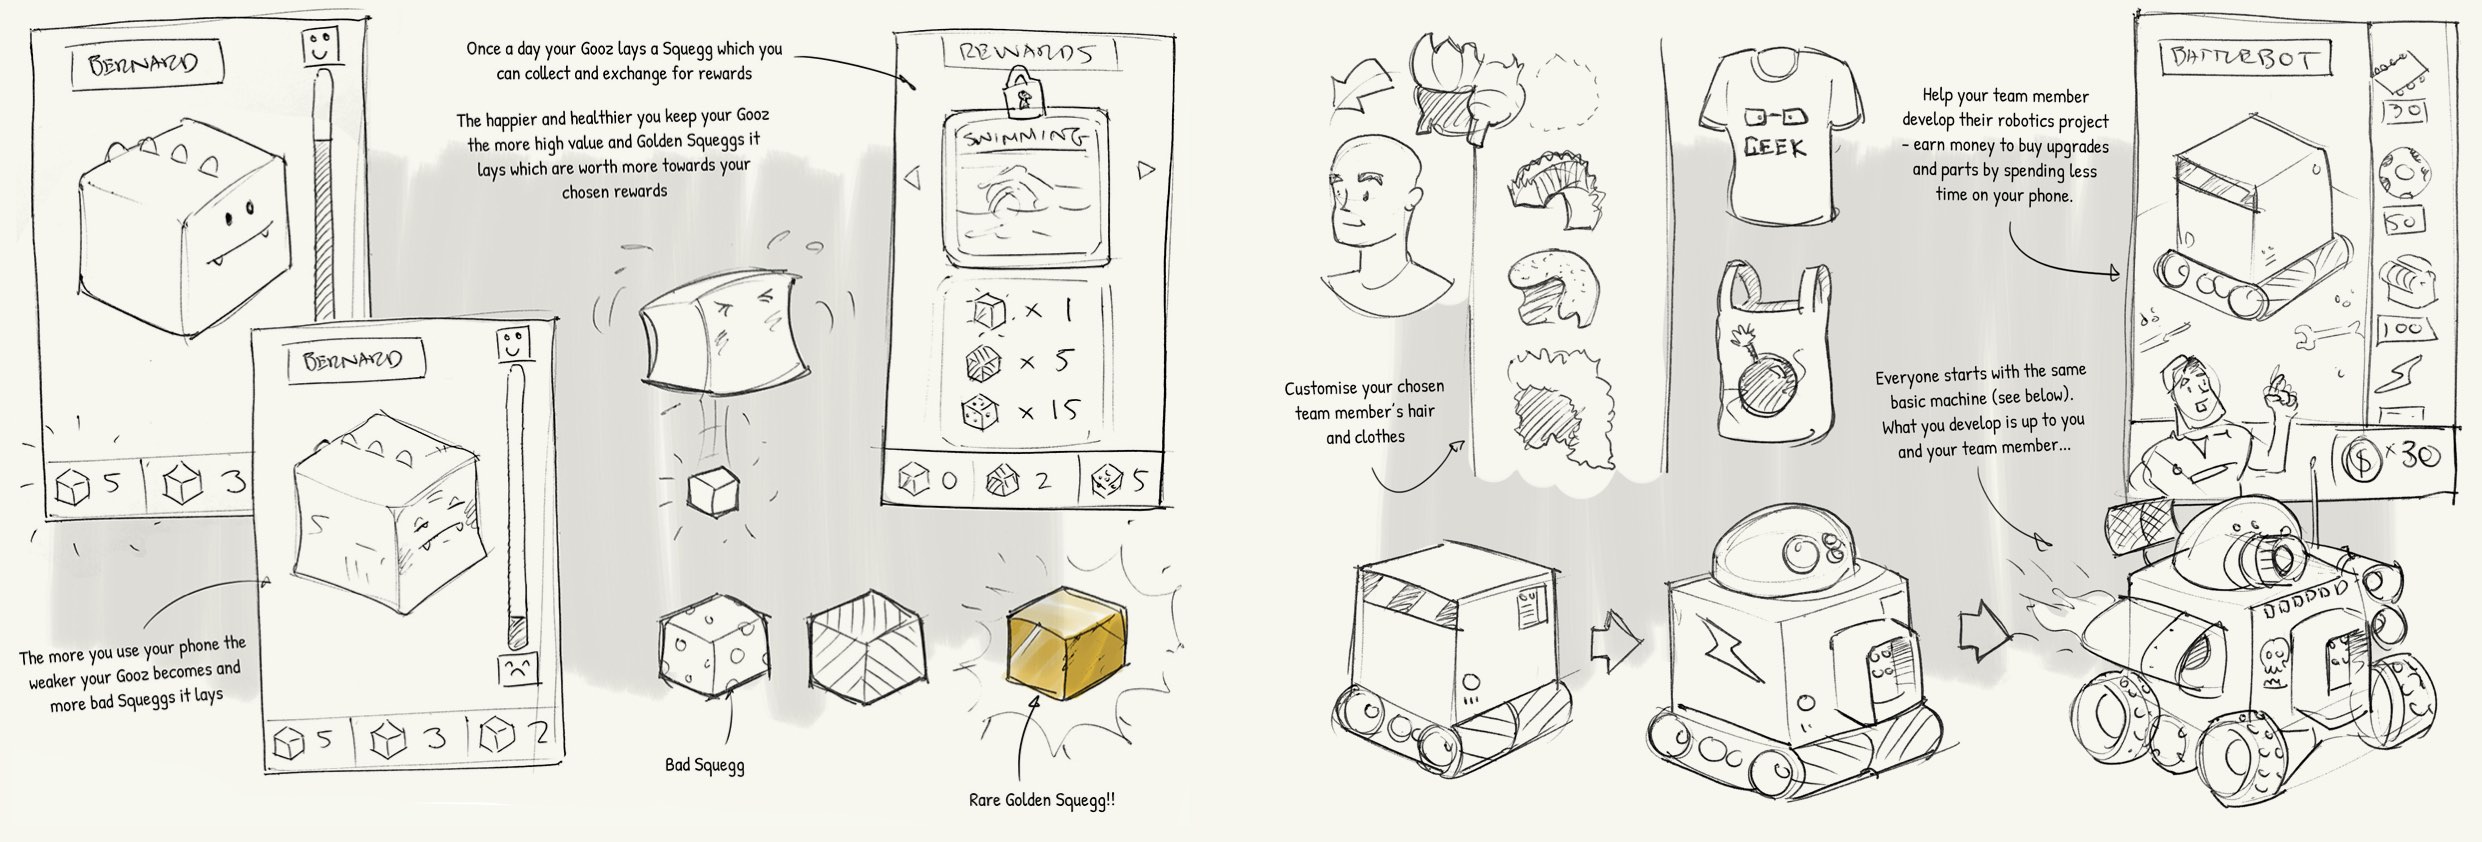 BERNARD
5
3
Once a day your Gooz lays a Squegg which you
can collect and exchange for rewards
The happier and healthier you keep your Gooz
the more high value and Golden Squeggs it
lays which are worth more towards your
chosen rewards
BERNARD
5
3
2
The more you use your phone the
weaker your Gooz becomes and
more bad Squeggs it lays
REWARDS
SWIMMING
x 1
x 5
x 15
0
2
5
Bad Squegg
Rare Golden Squegg!!
Customise your chosen
team member's hair
and clothes
GEEK
Help your team member
develop their robotics project
– earn money to buy upgrades
and parts by spending less
time on your phone.
Everyone starts with the same
basic machine (see below).
What you develop is up to you
and your team member...
BATTLEBOT
30
50
100
$ x 30